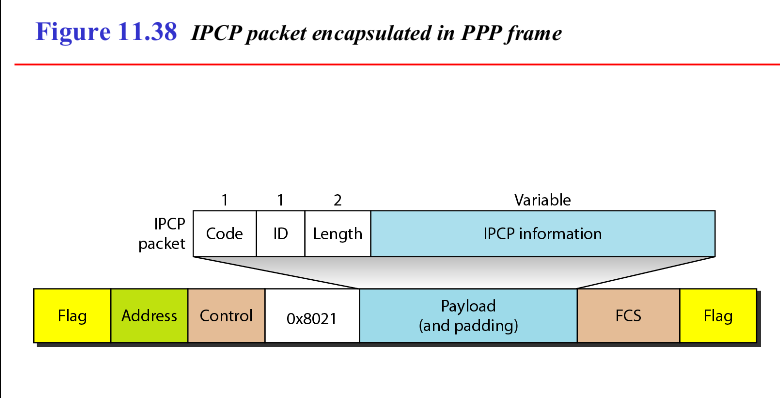 Figure 11.38 IPCP packet encapsulated in PPP frame
1 1 2 Variable
IPCP
packet
Code ID Length IPCP information
Flag Address Control 0x8021 Payload
(and padding) FCS Flag